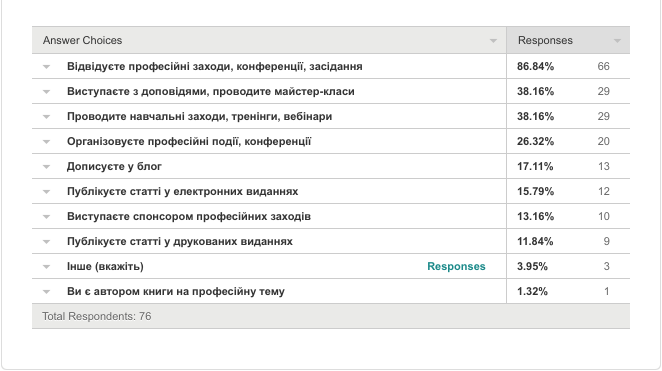 Answer Choices Responses
Відвідуєте професійні заходи, конференції, засідання 86.84% 66
Виступаєте з доповідями, проводите майстер-класи 38.16% 29
Проводите навчальні заходи, тренінги, вебінари 38.16% 29
Організовуєте професійні події, конференції 26.32% 20
Дописуєте у блог 17.11% 13
Публікуєте статті у електронних виданнях 15.79% 12
Виступаєте спонсором професійних заходів 13.16% 10
Публікуєте статті у друкованих виданнях 11.84% 9
Інше (вкажіть) Responses 3.95% 3
Ви є автором книги на професійну тему 1.32% 1
Total Respondents: 76